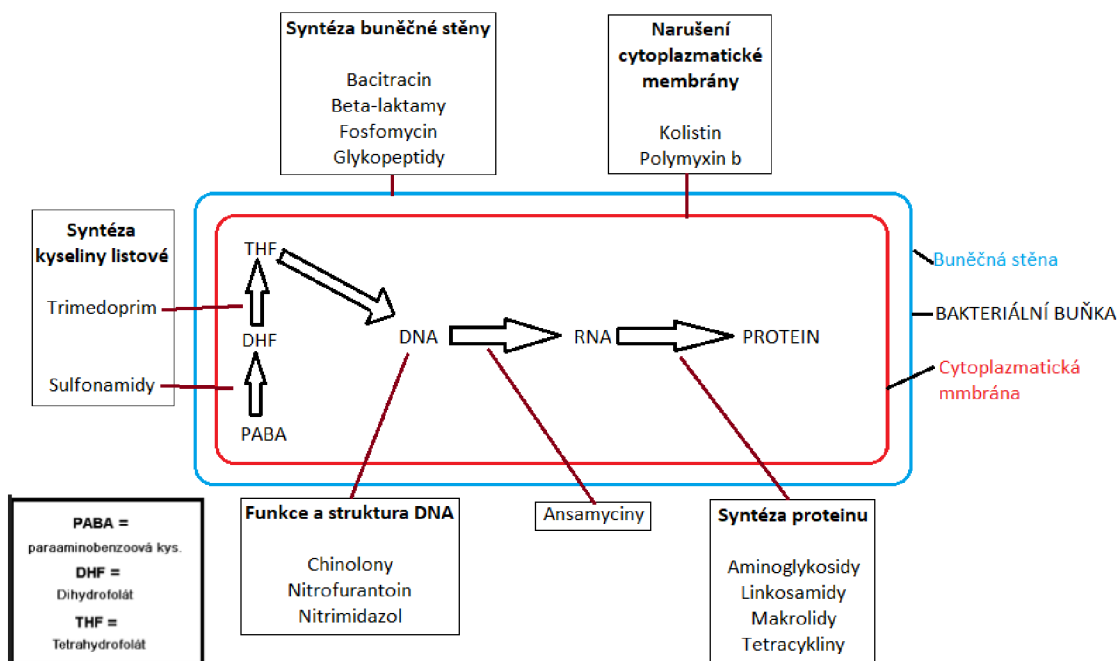 Syntéza buněčné stěny
Bacitracin
Beta-laktamy
Fosfomycin
Glykopeptidy
Narušení
cytoplazmatické
membrány
Kolistin
Polymyxin b
Syntéza
kyseliny listové
Trimedoprim
Sulfonamidy
THF
DHF
PABA
DNA
RNA
PROTEIN
Buněčná stěna
BAKTERIÁLNÍ BUŇKA
Cytoplazmatická
mmbrána
PABA =
paraaminobenzoová kys.
DHF =
Dihydrofolát
THF =
Tetrahydrofolát
Funkce a struktura DNA
Chinolony
Nitrofurantoin
Nitrimidazol
Ansamyciny
Syntéza proteinu
Aminoglykosidy
Linkosamidy
Makrolidy
Tetracykliny